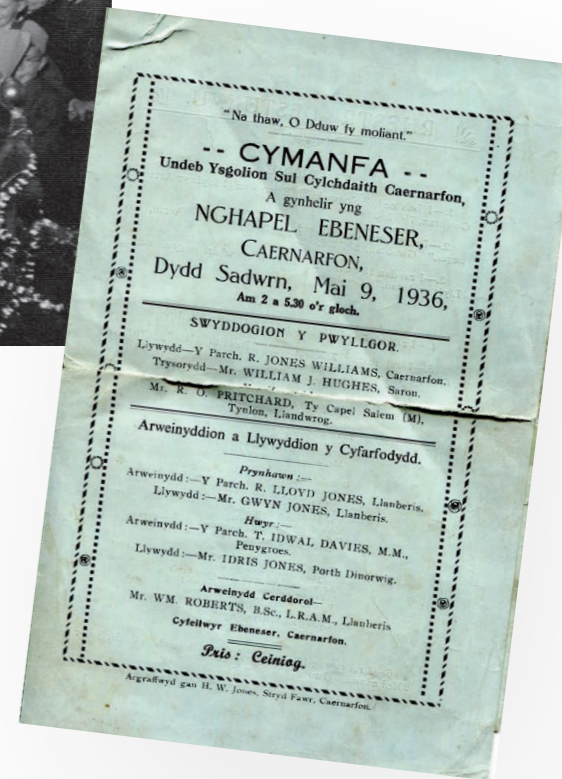 "Na thaw, O Dduw fy moliant."
-- CYMANFA --
Undeb Ysgolion Sul Cylchdaith Caernarfon,
A gynhelir yng
NGHAPEL EBENESER,
CAERNARFON,
Dydd Sadwrn, Mai 9, 1936,
Am 2 a 5.30 o'r gloch.
SWYDDOGION Y PWYLLGOR.
Llywydd—Y Parch. R. JONES WILLIAMS, Caernarfon.
Trysorydd—Mr. WILLIAM J. HUGHES, Saron.
Mr. R. O. PRITCHARD, Ty Capel Salem (M),
Tynlon, Llandwrog.
Arweinyddion a Llywyddion y Cyfarfodydd.
Prynhawn:—
Arweinydd:—Y Parch. R. LLOYD JONES, Llanberis.
Llywydd:—Mr. GWYN JONES, Llanberis.
Hwyr:—
Arweinydd:—Y Parch. T. IDWAL DAVIES, M.M.,
Penygroes.
Llywydd:—Mr. IDRIS JONES, Porth Dinorwig.
Arweinydd Cerddorol—
Mr. WM. ROBERTS, B.Sc., L.R.A.M., Llanberis
Cyfeilwyr Ebeneser, Caernarfon.
Pris: Ceiniog.
Argraffwyd gan H. W. Jones, Stryd Fawr, Caernarfon.